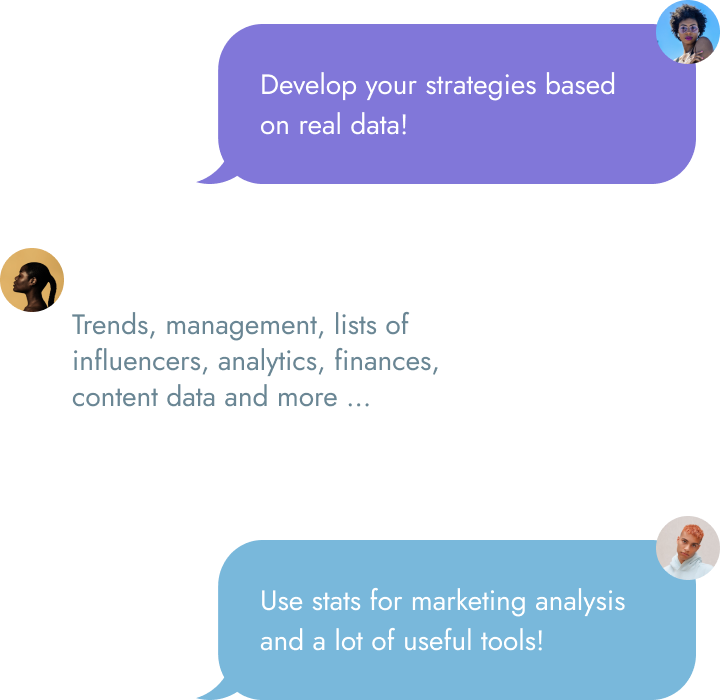 Develop your strategies based
on real data!
Trends, management, lists of
influencers, analytics, finances,
content data and more ...
Use stats for marketing analysis
and a lot of useful tools!